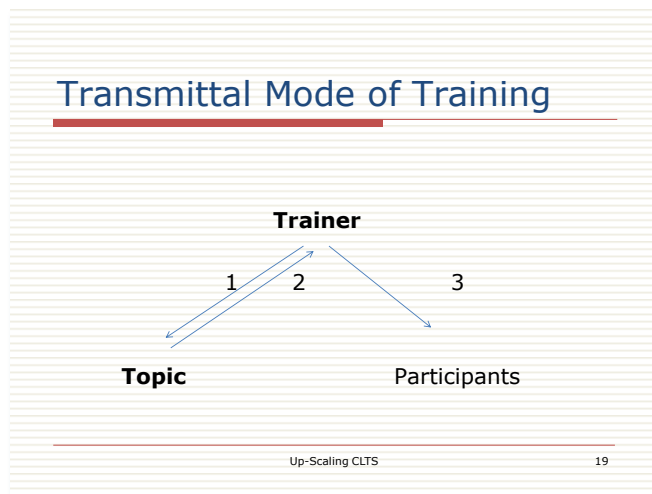 Transmittal Mode of Training
Trainer
1 2 3
Topic Participants
Up-Scaling CLTS 19